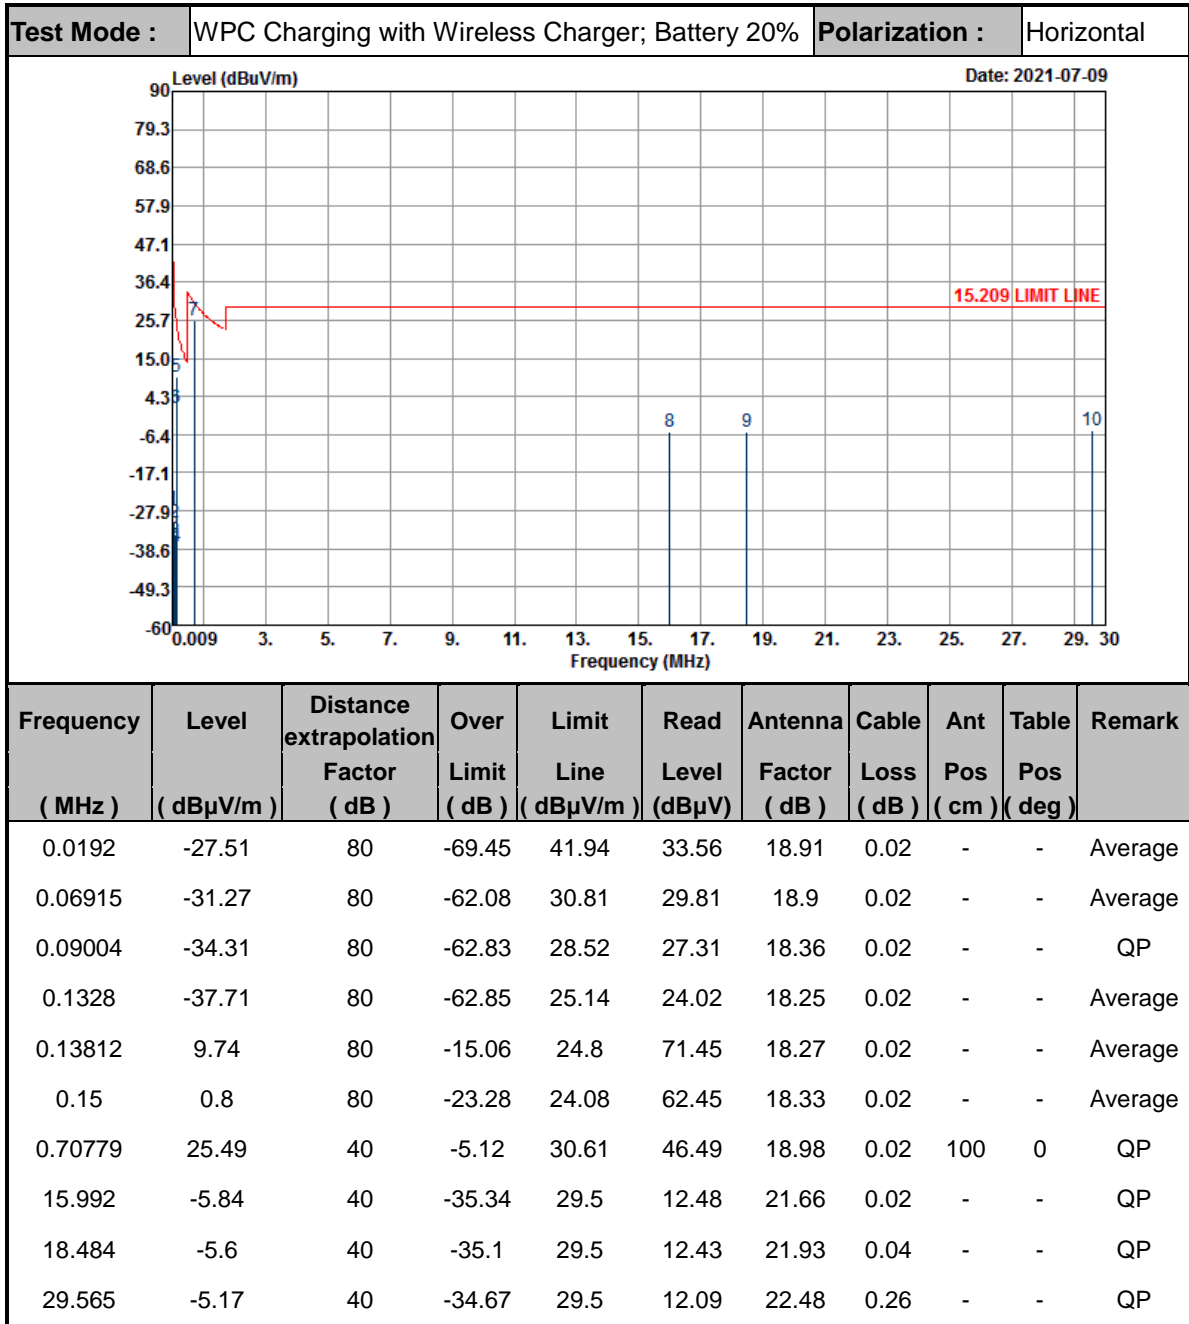 Test Mode : WPC Charging with Wireless Charger; Battery 20% Polarization : Horizontal
Level (dBuV/m) Date: 2021-07-09
90
79.3
68.6
57.9
47.1
36.4
15.209 LIMIT LINE
7
25.7
15.0
5
4.3
6
8 9 10
-6.4
-17.1
1
-27.9
2
3
4
-38.6
-49.3
-60
0.009 3. 5. 7. 9. 11. 13. 15. 17. 19. 21. 23. 25. 27. 29. 30
Frequency (MHz)
Frequency Level Distance extrapolation Over Limit Read Antenna Cable Ant Table Remark
Factor Limit Line Level Factor Loss Pos Pos
( MHz ) ( dBµV/m ) ( dB ) ( dB ) ( dBµV/m ) (dBµV) ( dB ) ( dB ) ( cm ) ( deg )
0.0192 -27.51 80 -69.45 41.94 33.56 18.91 0.02 - - Average
0.06915 -31.27 80 -62.08 30.81 29.81 18.9 0.02 - - Average
0.09004 -34.31 80 -62.83 28.52 27.31 18.36 0.02 - - QP
0.1328 -37.71 80 -62.85 25.14 24.02 18.25 0.02 - - Average
0.13812 9.74 80 -15.06 24.8 71.45 18.27 0.02 - - Average
0.15 0.8 80 -23.28 24.08 62.45 18.33 0.02 - - Average
0.70779 25.49 40 -5.12 30.61 46.49 18.98 0.02 100 0 QP
15.992 -5.84 40 -35.34 29.5 12.48 21.66 0.02 - - QP
18.484 -5.6 40 -35.1 29.5 12.43 21.93 0.04 - - QP
29.565 -5.17 40 -34.67 29.5 12.09 22.48 0.26 - - QP